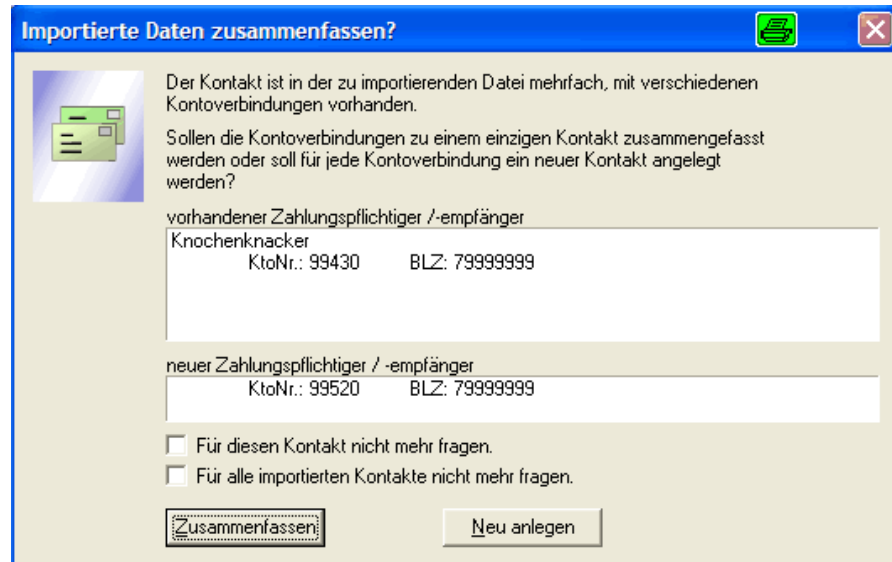 Importierte Daten zusammenfassen?
Der Kontakt ist in der zu importierenden Datei mehrfach, mit verschiedenen
Kontoverbindungen vorhanden.
Sollen die Kontoverbindungen zu einem einzigen Kontakt zusammengefasst
werden oder soll für jede Kontoverbindung ein neuer Kontakt angelegt
werden?
vorhandener Zahlungspflichtiger /-empfänger
Knochenknacker
KtoNr.: 99430 BLZ: 79999999
neuer Zahlungspflichtiger / -empfänger
KtoNr.: 99520 BLZ: 79999999
Für diesen Kontakt nicht mehr fragen.
Für alle importierten Kontakte nicht mehr fragen.
Zusammenfassen Neu anlegen